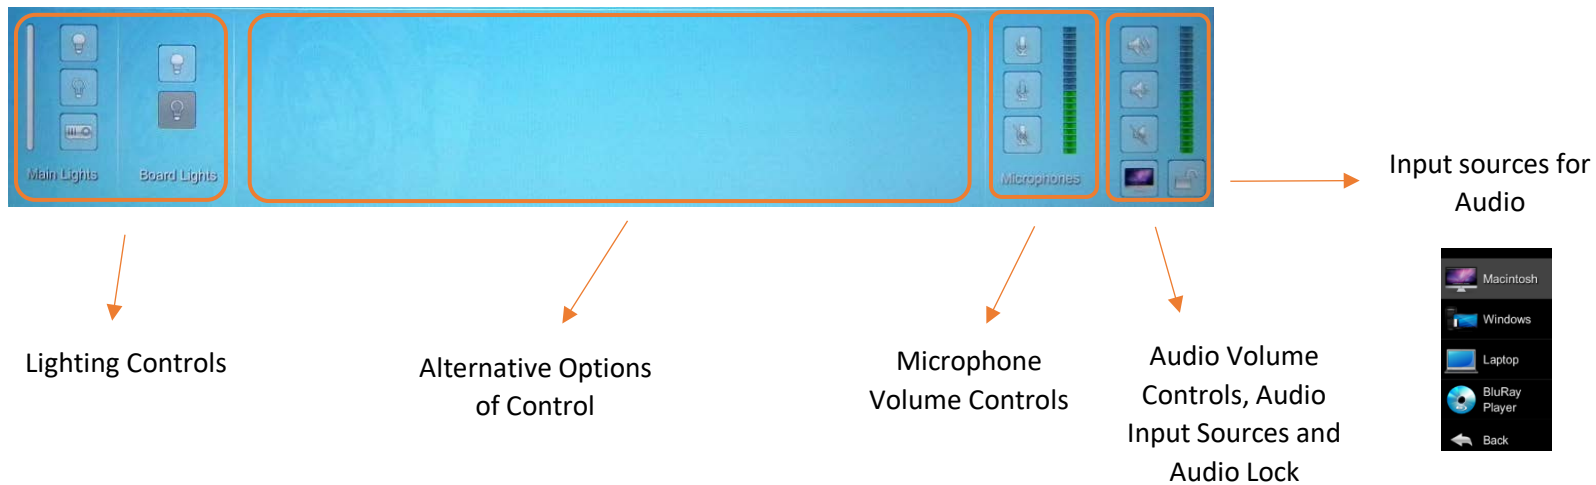 Main Lights
Board Lights
Microphones
Input sources for
Audio
Macintosh
Windows
Laptop
BluRay
Player
Back
Lighting Controls
Alternative Options
of Control
Microphone
Volume Controls
Audio Volume
Controls, Audio
Input Sources and
Audio Lock